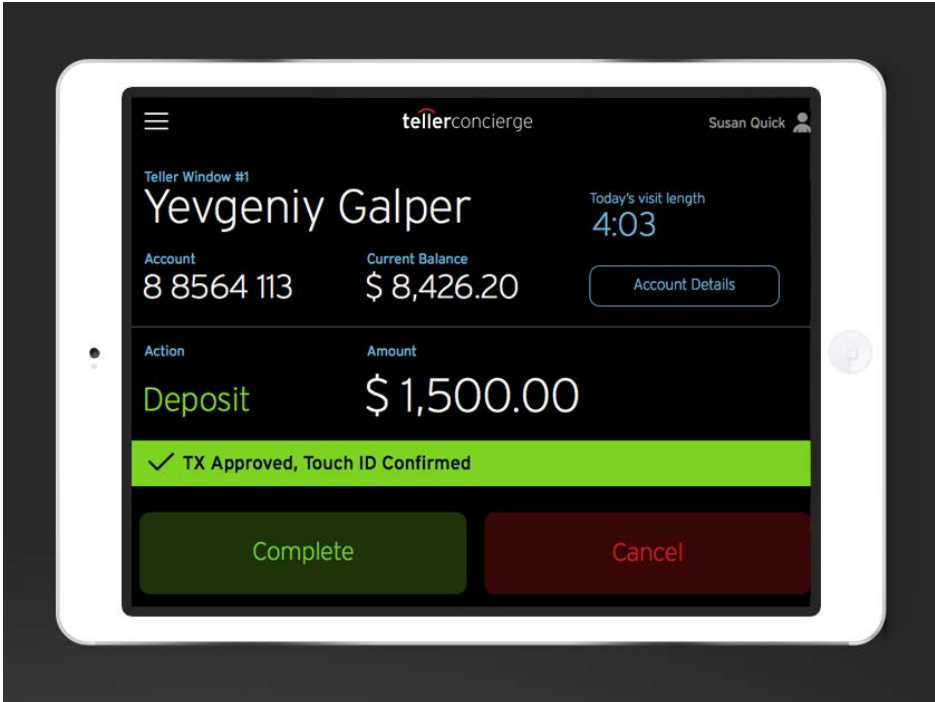 tellerconcierge
Susan Quick
Teller Window #1
Yevgeniy Galper
Today's visit length
4:03
Account
8 8564 113
Current Balance
$ 8,426.20
Account Details
Action
Deposit
Amount
$ 1,500.00
TX Approved, Touch ID Confirmed
Complete
Cancel